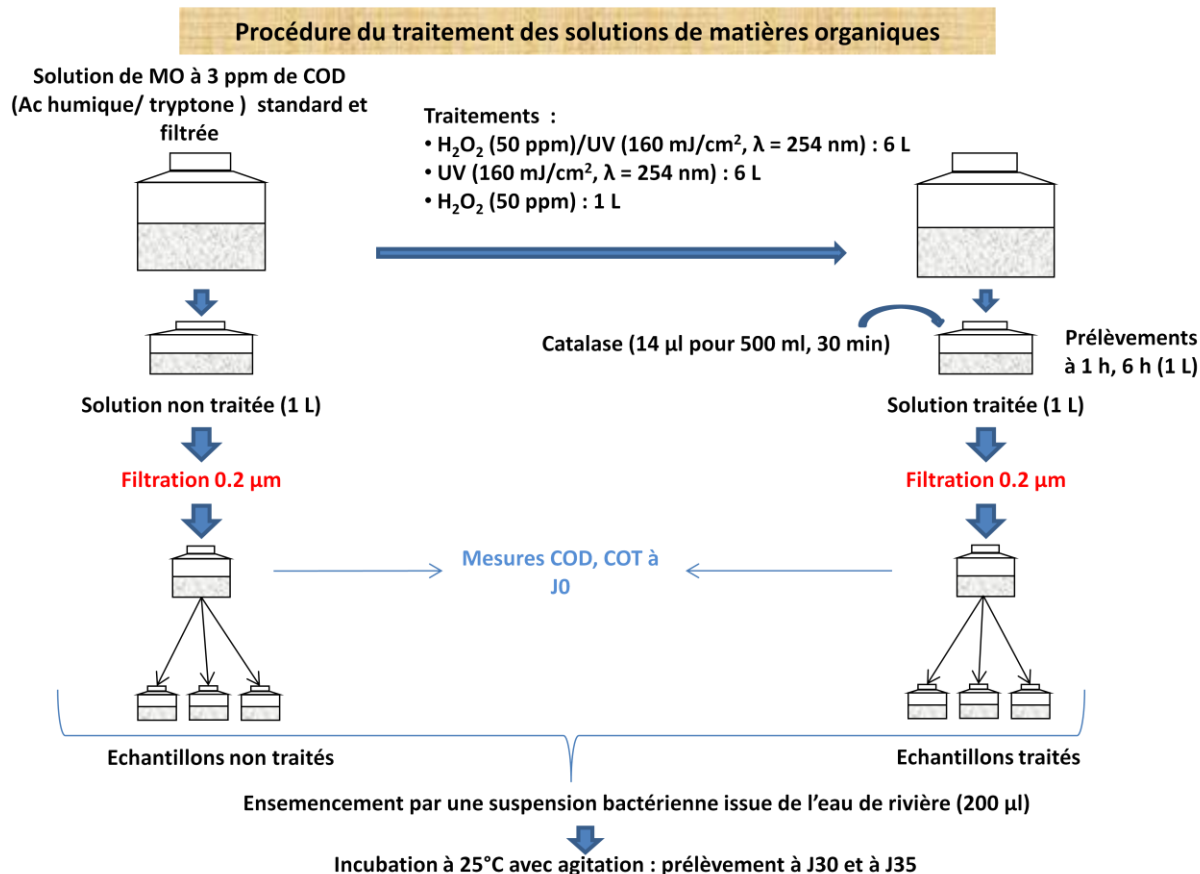 Procédure du traitement des solutions de matières organiques
Solution de MO à 3 ppm de COD
(Ac humique/ tryptone ) standard et
filtrée
Traitements :
• H₂O₂ (50 ppm)/UV (160 mJ/cm², λ = 254 nm) : 6 L
• UV (160 mJ/cm², λ = 254 nm) : 6 L
• H₂O₂ (50 ppm) : 1 L
Catalase (14 µl pour 500 ml, 30 min)
Prélèvements
à 1 h, 6 h (1 L)
Solution non traitée (1 L)
Solution traitée (1 L)
Filtration 0.2 µm
Filtration 0.2 µm
Mesures COD, COT à
J0
Echantillons non traités
Echantillons traités
Ensemencement par une suspension bactérienne issue de l’eau de rivière (200 µl)
Incubation à 25°C avec agitation : prélèvement à J30 et à J35